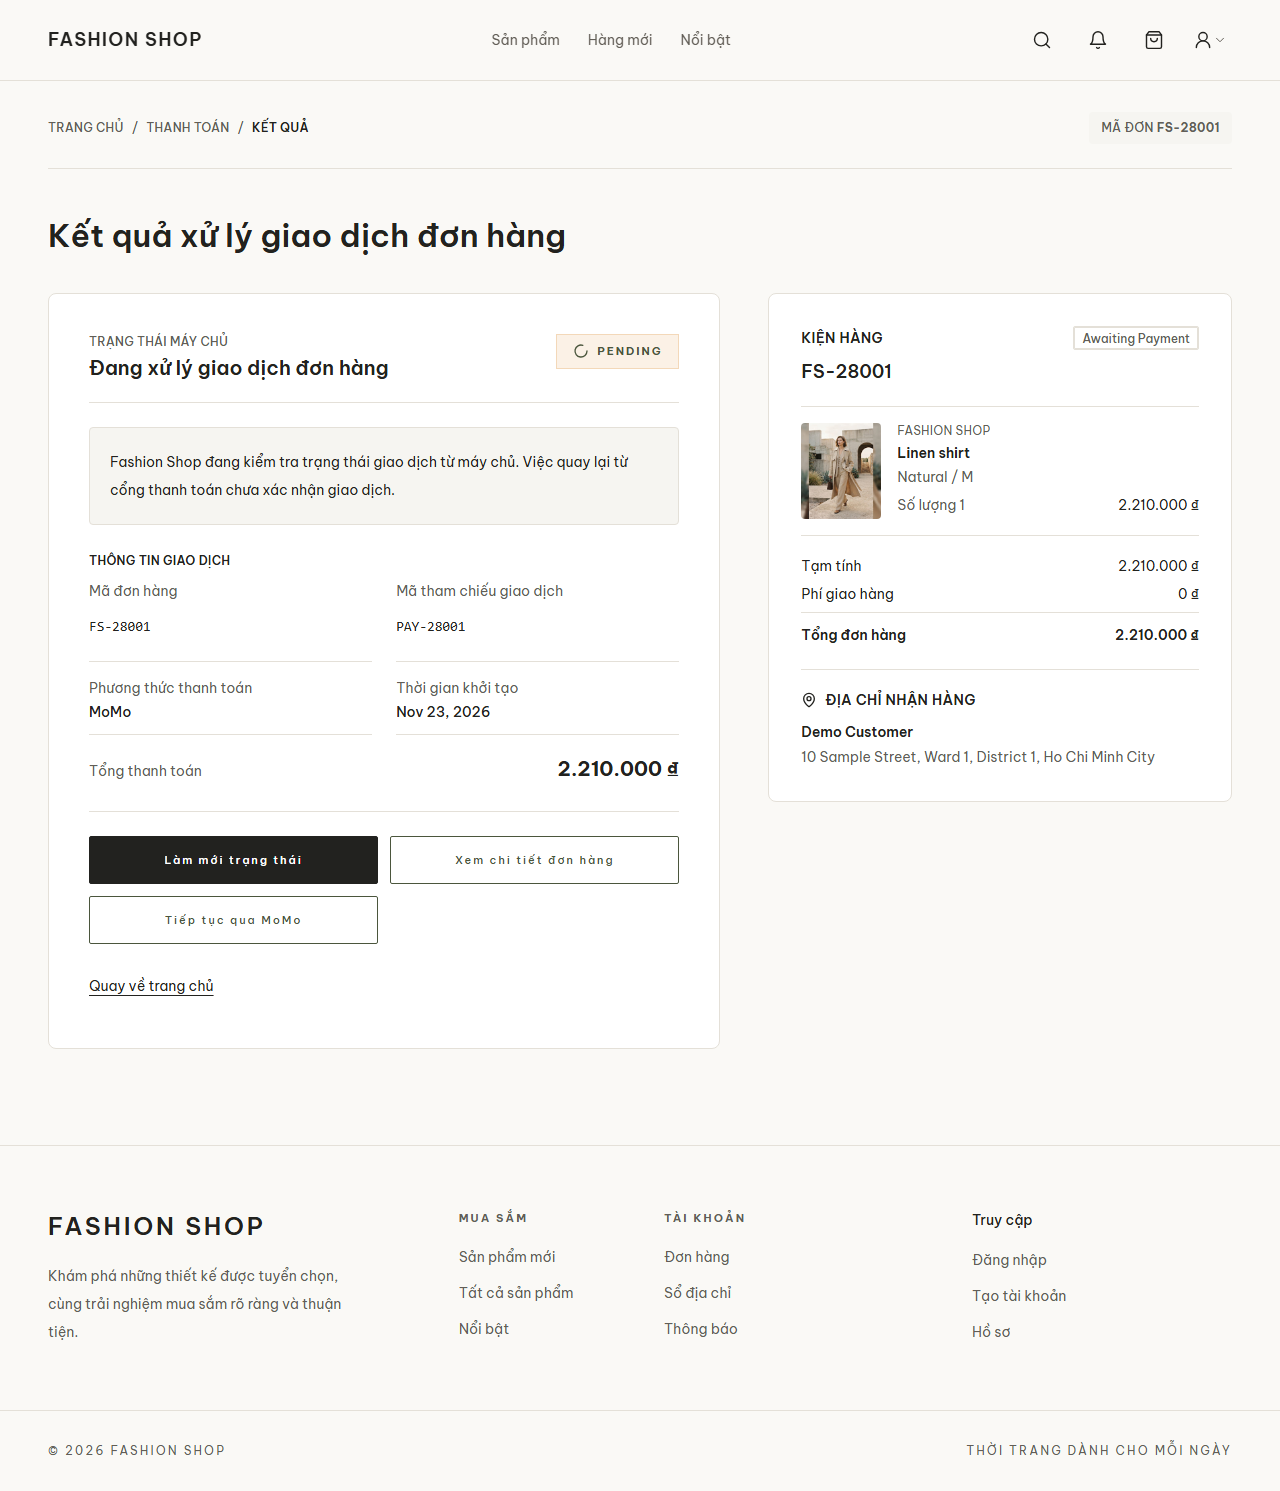 FASHION SHOP
Sản phẩm
Hàng mới
Nổi bật
TRANG CHỦ / THANH TOÁN / KẾT QUẢ
MÃ ĐƠN FS-28001
Kết quả xử lý giao dịch đơn hàng
TRẠNG THÁI MÁY CHỦ
Đang xử lý giao dịch đơn hàng
PENDING
Fashion Shop đang kiểm tra trạng thái giao dịch từ máy chủ. Việc quay lại từ
cổng thanh toán chưa xác nhận giao dịch.
THÔNG TIN GIAO DỊCH
Mã đơn hàng
FS-28001
Mã tham chiếu giao dịch
PAY-28001
Phương thức thanh toán
MoMo
Thời gian khởi tạo
Nov 23, 2026
Tổng thanh toán
2.210.000 ₫
Làm mới trạng thái
Xem chi tiết đơn hàng
Tiếp tục qua MoMo
Quay về trang chủ
KIỆN HÀNG
Awaiting Payment
FS-28001
FASHION SHOP
Linen shirt
Natural / M
Số lượng 1
2.210.000 ₫
Tạm tính
2.210.000 ₫
Phí giao hàng
0 ₫
Tổng đơn hàng
2.210.000 ₫
ĐỊA CHỈ NHẬN HÀNG
Demo Customer
10 Sample Street, Ward 1, District 1, Ho Chi Minh City
FASHION SHOP
Khám phá những thiết kế được tuyển chọn,
cùng trải nghiệm mua sắm rõ ràng và thuận
tiện.
MUA SẮM
Sản phẩm mới
Tất cả sản phẩm
Nổi bật
TÀI KHOẢN
Đơn hàng
Sổ địa chỉ
Thông báo
Truy cập
Đăng nhập
Tạo tài khoản
Hồ sơ
© 2026 FASHION SHOP
THỜI TRANG DÀNH CHO MỖI NGÀY